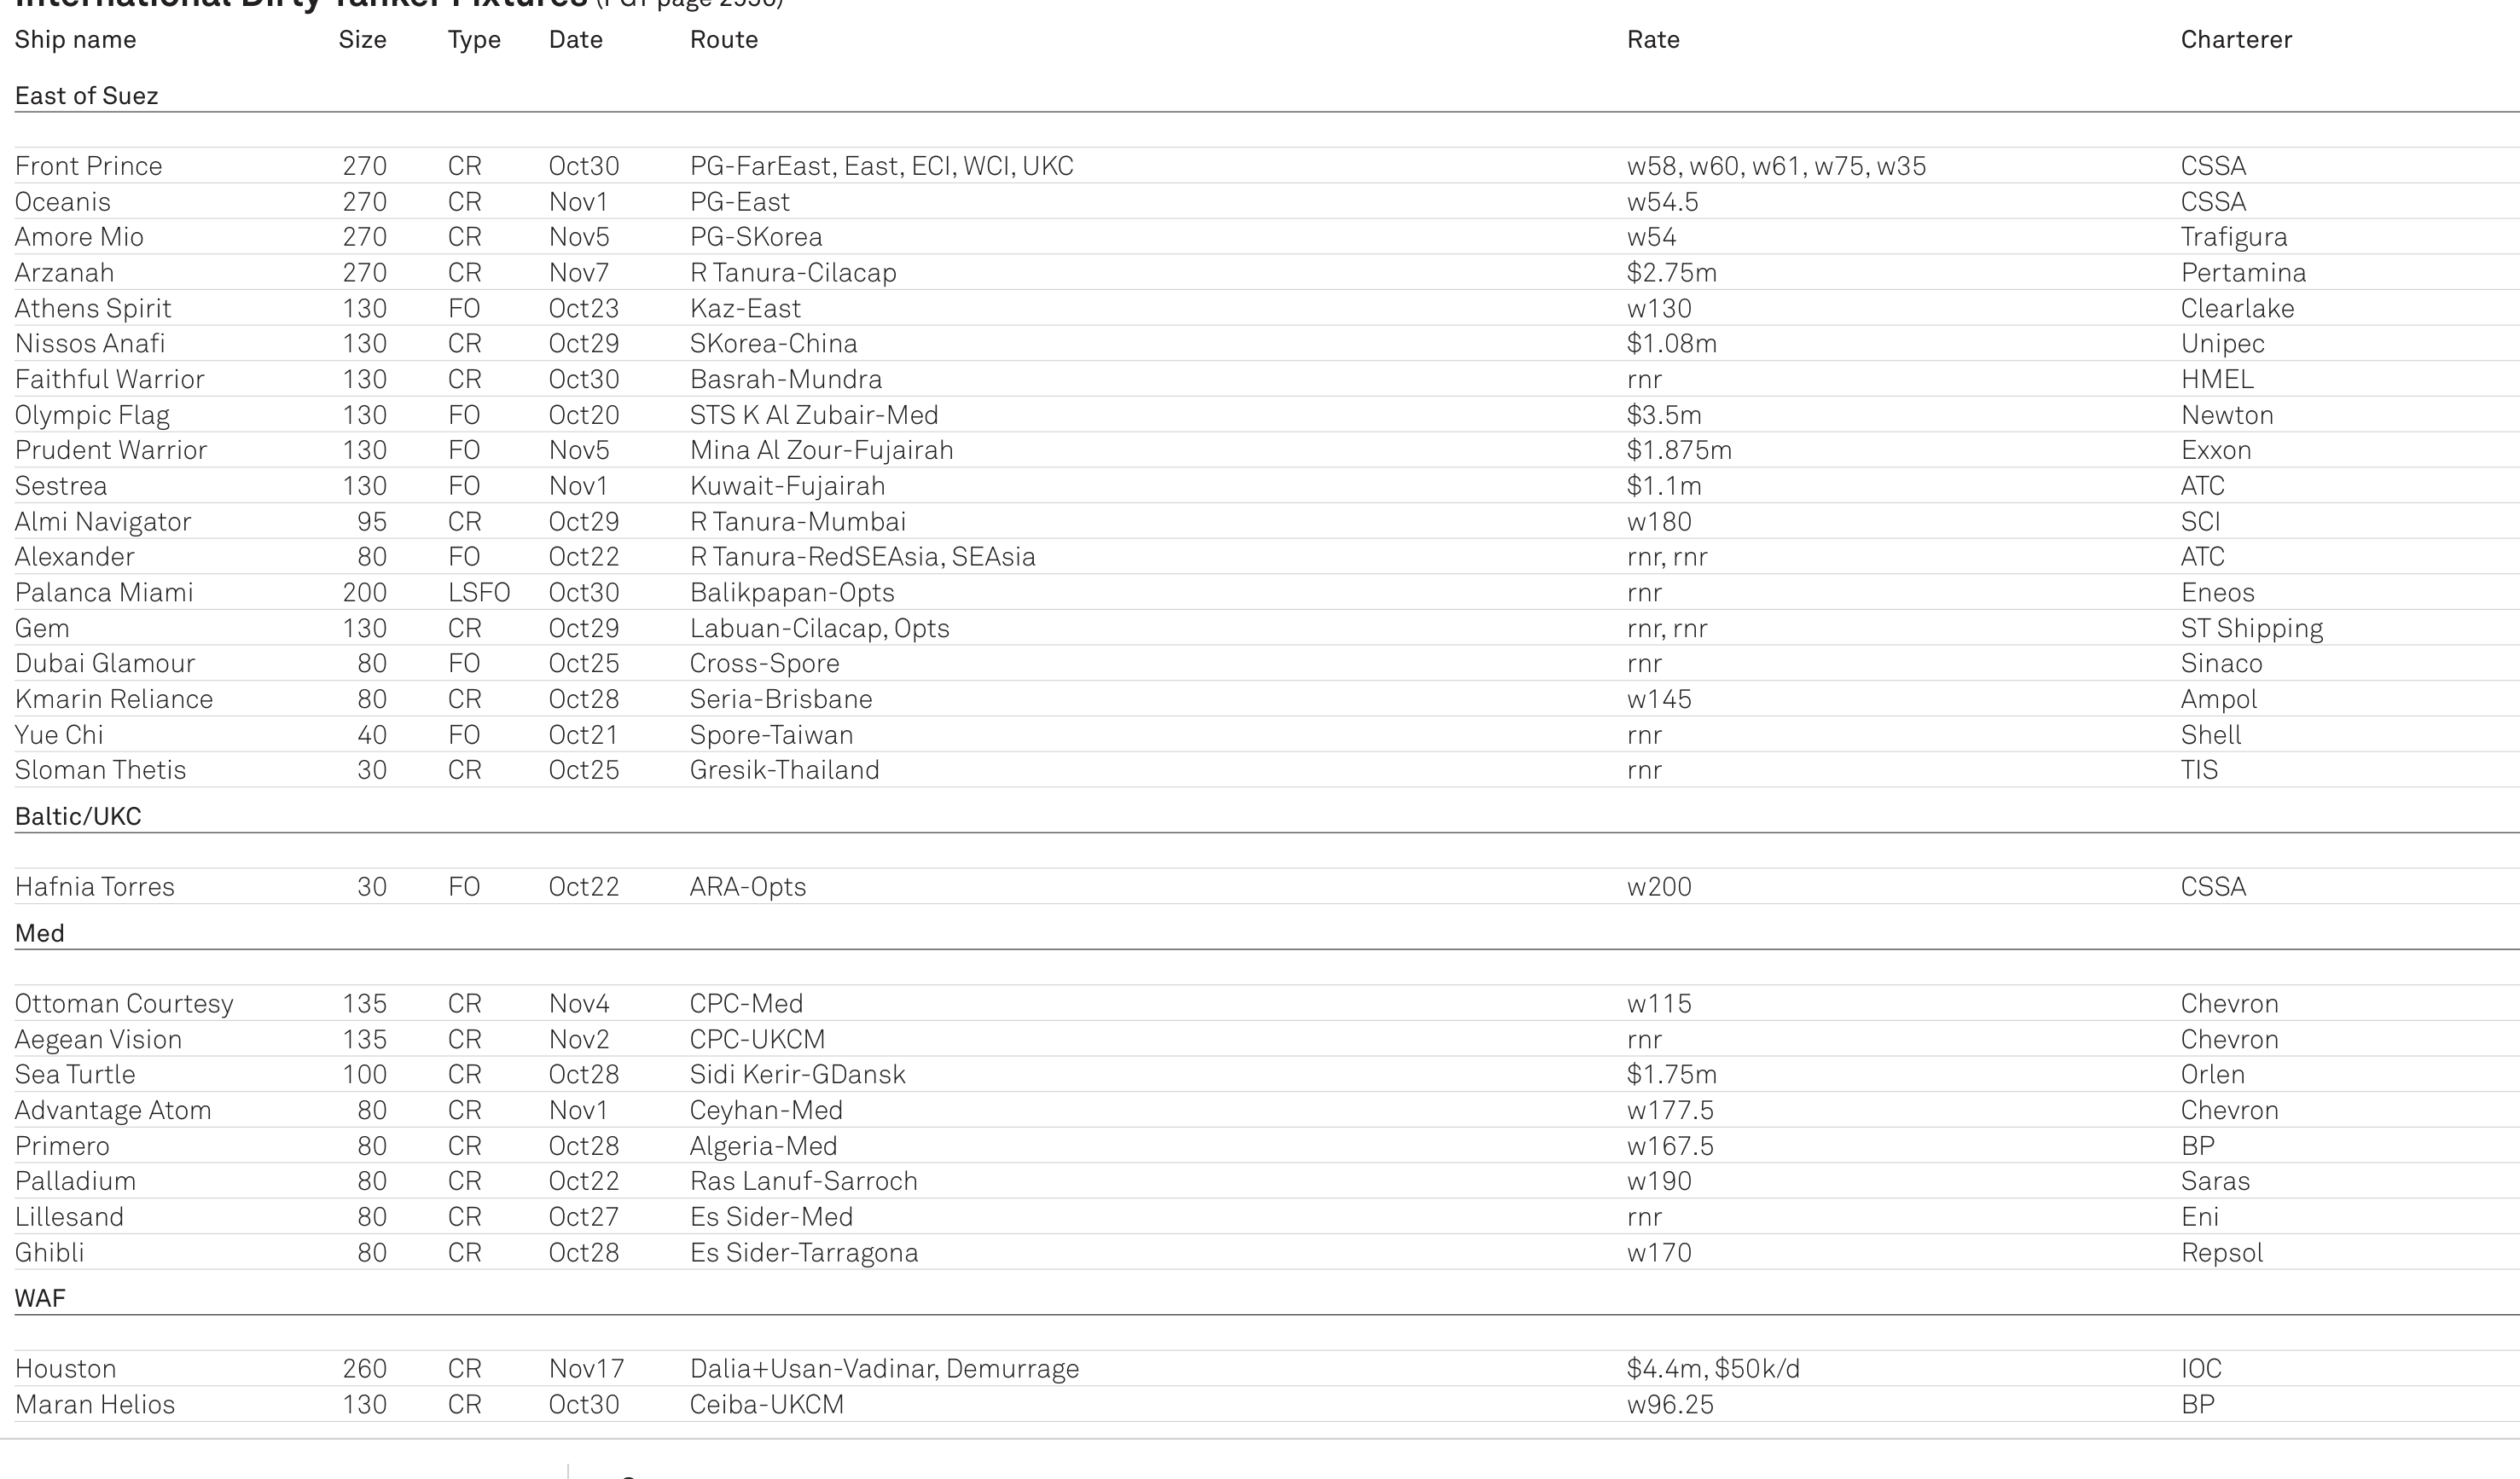 International Dirty Tanker Fixtures (PGT page 2956)
Ship name Size Type Date Route Rate Charterer
East of Suez
Front Prince 270 CR Oct30 PG-FarEast, East, ECI, WCI, UKC w58, w60, w61, w75, w35 CSSA
Oceanis 270 CR Nov1 PG-East w54.5 CSSA
Amore Mio 270 CR Nov5 PG-SKorea w54 Trafigura
Arzanah 270 CR Nov7 R Tanura-Cilacap $2.75m Pertamina
Athens Spirit 130 FO Oct23 Kaz-East w130 Clearlake
Nissos Anafi 130 CR Oct29 SKorea-China $1.08m Unipec
Faithful Warrior 130 CR Oct30 Basrah-Mundra rnr HMEL
Olympic Flag 130 FO Oct20 STS K Al Zubair-Med $3.5m Newton
Prudent Warrior 130 FO Nov5 Mina Al Zour-Fujairah $1.875m Exxon
Sestrea 130 FO Nov1 Kuwait-Fujairah $1.1m ATC
Almi Navigator 95 CR Oct29 R Tanura-Mumbai w180 SCI
Alexander 80 FO Oct22 R Tanura-RedSEAsia, SEAsia rnr, rnr ATC
Palanca Miami 200 LSFO Oct30 Balikpapan-Opts rnr Eneos
Gem 130 CR Oct29 Labuan-Cilacap, Opts rnr, rnr ST Shipping
Dubai Glamour 80 FO Oct25 Cross-Spore rnr Sinaco
Kmarin Reliance 80 CR Oct28 Seria-Brisbane w145 Ampol
Yue Chi 40 FO Oct21 Spore-Taiwan rnr Shell
Sloman Thetis 30 CR Oct25 Gresik-Thailand rnr TIS
Baltic/UKC
Hafnia Torres 30 FO Oct22 ARA-Opts w200 CSSA
Med
Ottoman Courtesy 135 CR Nov4 CPC-Med w115 Chevron
Aegean Vision 135 CR Nov2 CPC-UKCM rnr Chevron
Sea Turtle 100 CR Oct28 Sidi Kerir-GDansk $1.75m Orlen
Advantage Atom 80 CR Nov1 Ceyhan-Med w177.5 Chevron
Primero 80 CR Oct28 Algeria-Med w167.5 BP
Palladium 80 CR Oct22 Ras Lanuf-Sarroch w190 Saras
Lillesand 80 CR Oct27 Es Sider-Med rnr Eni
Ghibli 80 CR Oct28 Es Sider-Tarragona w170 Repsol
WAF
Houston 260 CR Nov17 Dalia+Usan-Vadinar, Demurrage $4.4m, $50k/d IOC
Maran Helios 130 CR Oct30 Ceiba-UKCM w96.25 BP